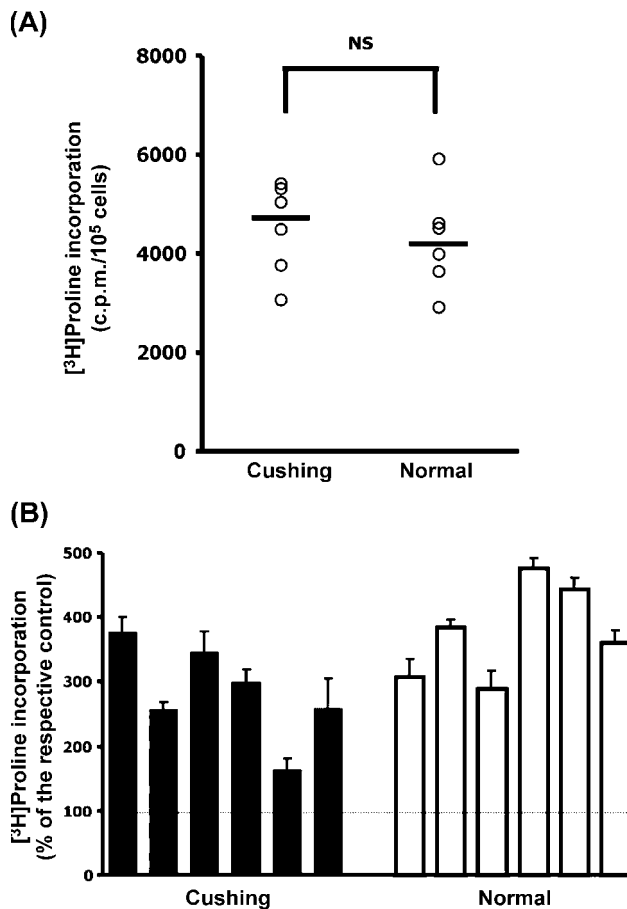 (A)
NS
[³H]Proline incorporation
(c.p.m./10⁵ cells)
8000
6000
4000
2000
0
Cushing Normal
(B)
[³H]Proline incorporation
(% of the respective control)
500
400
300
200
100
0
Cushing Normal